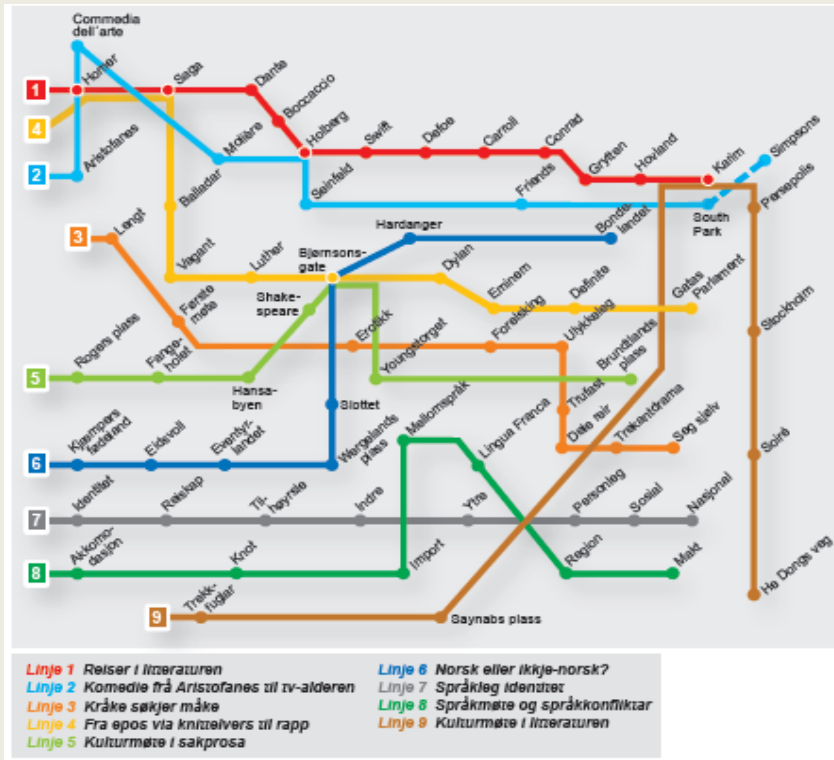 Commedia
dell´arte
1
Homer
Saga
Dante
Boccaccio
Holberg
Swift
Defoe
Carroll
Conrad
Grytten
Hovland
Karim
Simpsons
4
2
Aristofanes
Balladar
Molière
Seinfeld
Friends
South
Park
Persepolis
3
Lengt
Vagant
Luther
Bjørnsons-
gate
Hardanger
Bonde-
landet
Dylan
Eminem
Definite
Gatas
Parlament
Første
møte
Shake-
speare
Erotikk
Forelsking
Ulykkeleg
Stockholm
5
Rogers plass
Fange-
holet
Hansa-
byen
Youngstorget
Brundtlands
plass
Slottet
Trufast
6
Kjæmpers
fødeland
Eidsvoll
Eventyr-
landet
Wergelands
plass
Mellomspråk
Lingua Franca
Dale
Trekantdrama
Seg sjølv
Soiré
7
Identitet
Reiskap
Til-
høyrsle
Indre
Ytre
Personleg
Sosial
Nasjonal
8
Akkomo-
dasjon
Knot
Import
Region
Makt
He Dongs veg
9
Trekk-
fuglar
Saynabs plass
Linje 1 Reiser i litteraturen
Linje 2 Komedie frå Aristofanes til tv-alderen
Linje 3 Kråke søkjer måke
Linje 4 Fra epos via knittelvers til rapp
Linje 5 Kulturmøte i sakprosa
Linje 6 Norsk eller ikkje-norsk?
Linje 7 Språkleg identitet
Linje 8 Språkmøte og språkkonfliktar
Linje 9 Kulturmøte i litteraturen